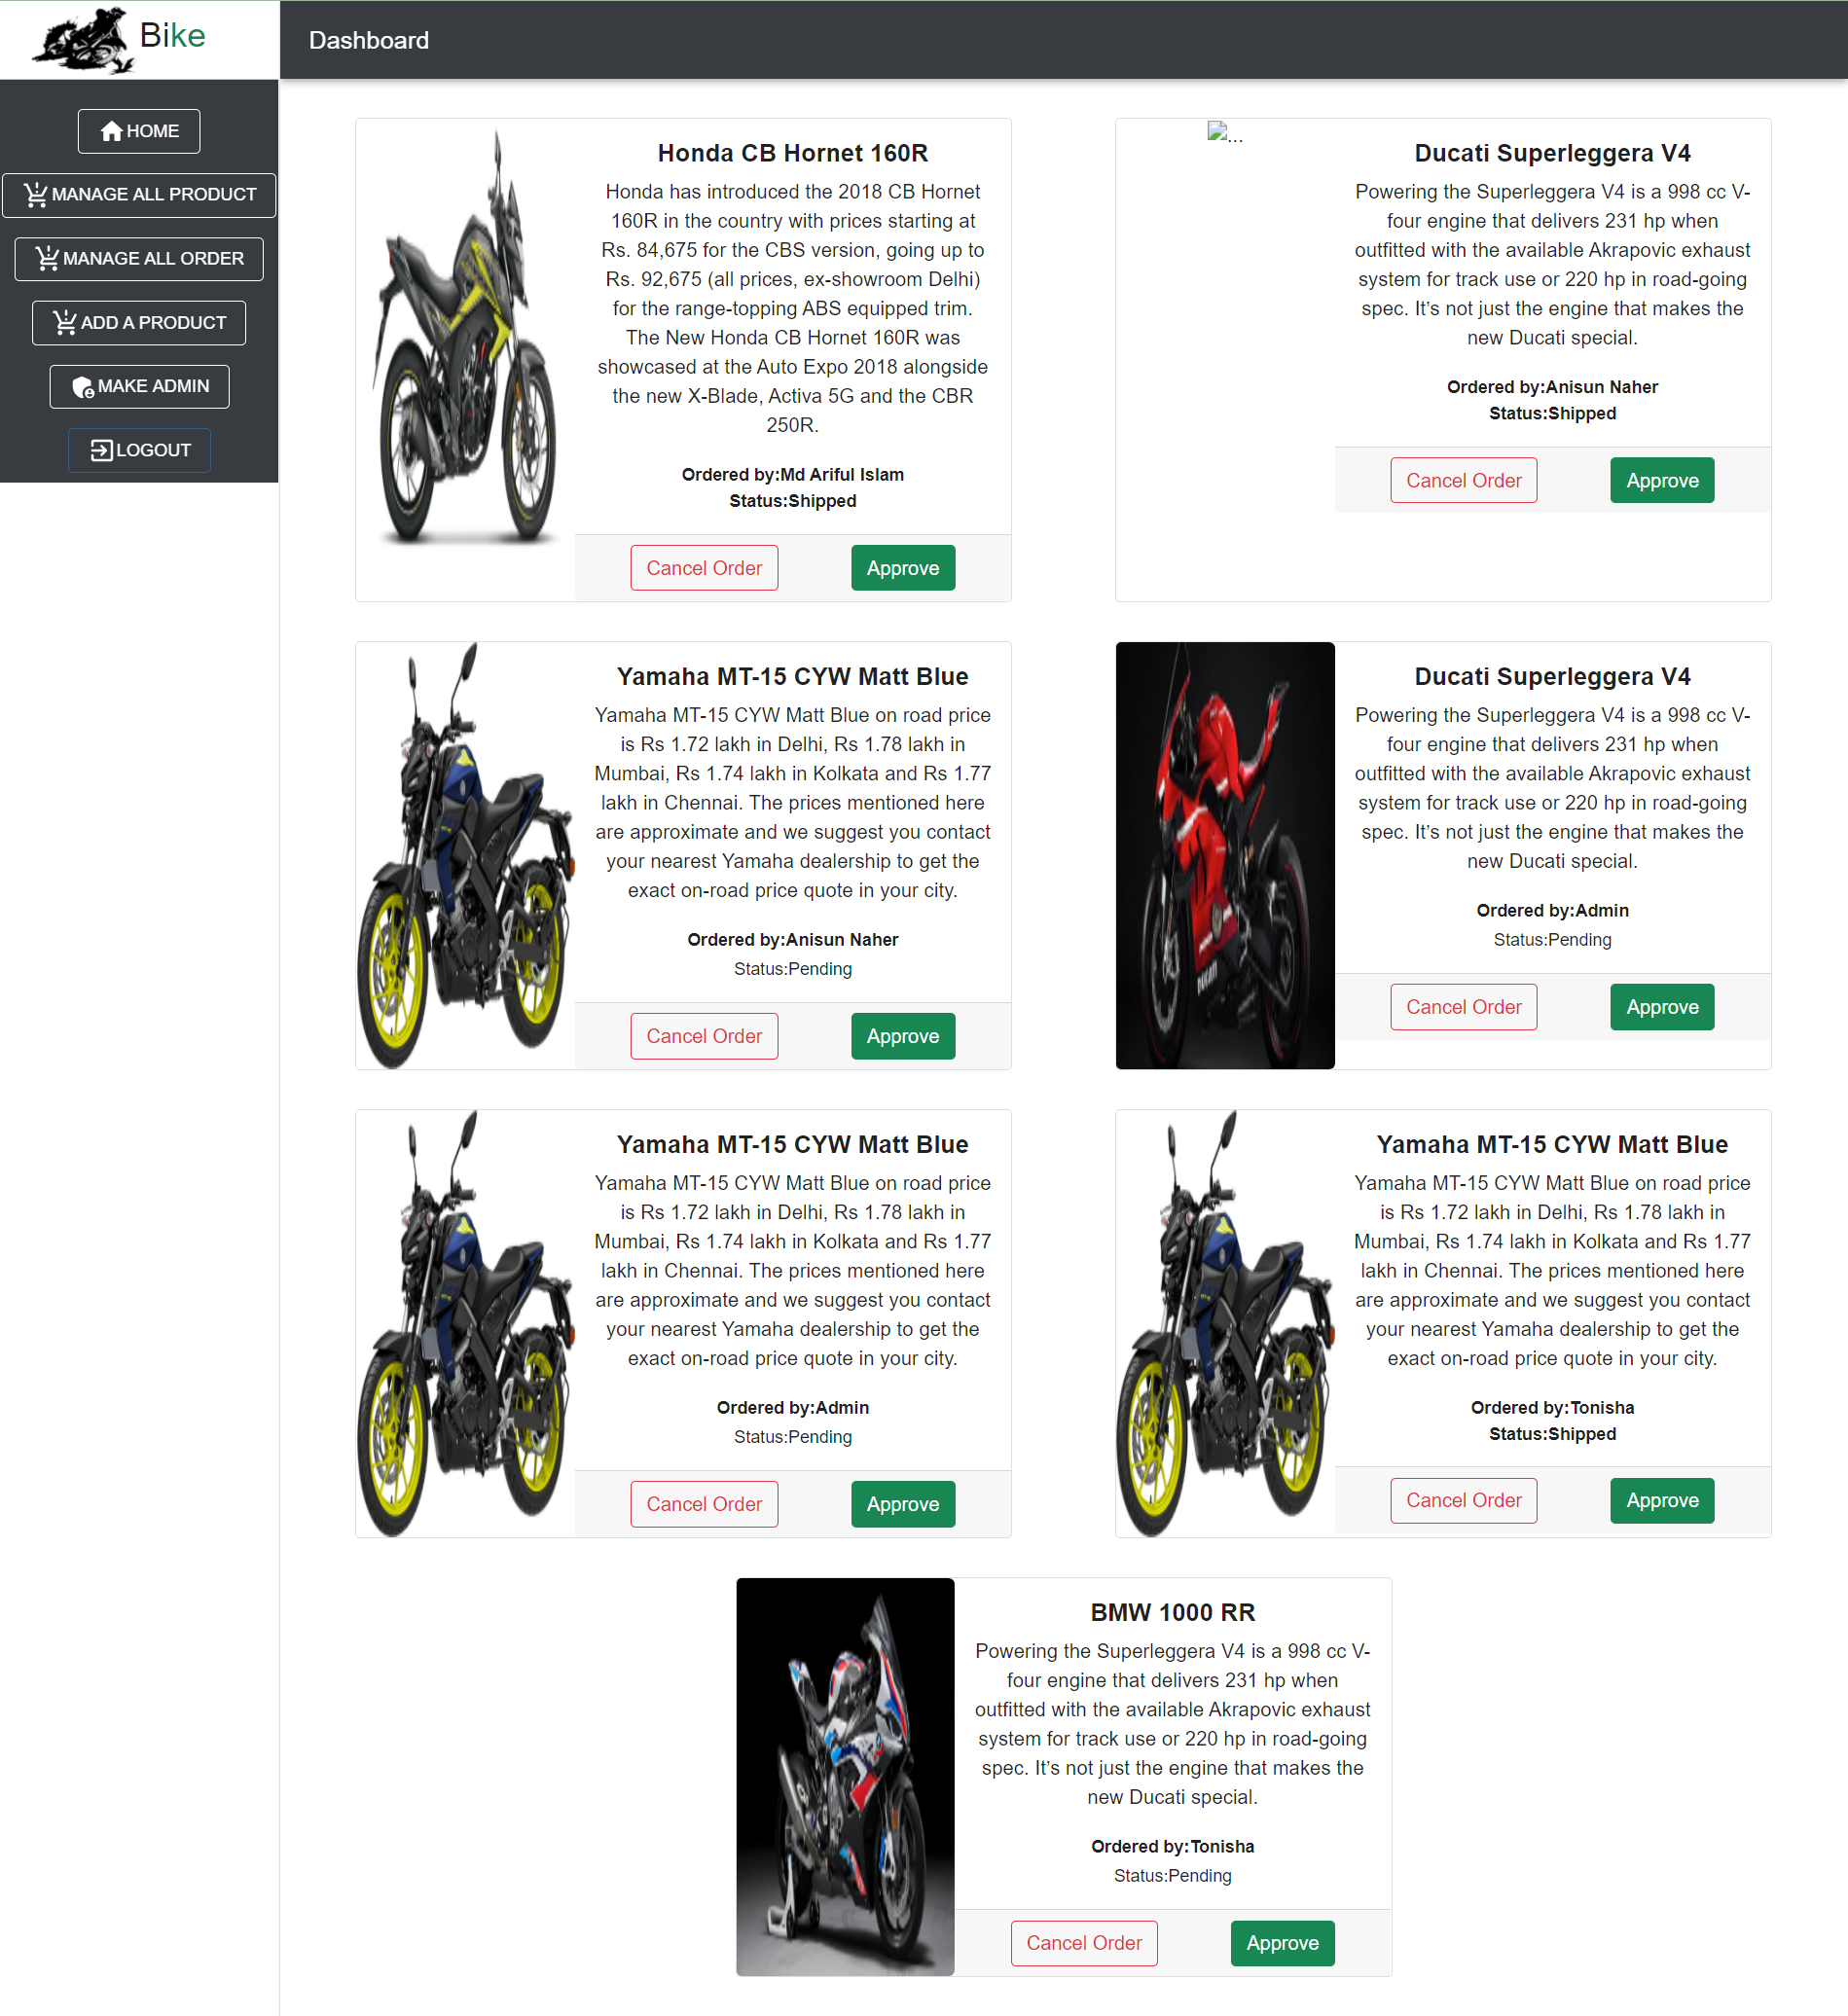 Bike
Dashboard
HOME
MANAGE ALL PRODUCT
MANAGE ALL ORDER
ADD A PRODUCT
MAKE ADMIN
LOGOUT
Honda CB Hornet 160R
Honda has introduced the 2018 CB Hornet
160R in the country with prices starting at
Rs. 84,675 for the CBS version, going up to
Rs. 92,675 (all prices, ex-showroom Delhi)
for the range-topping ABS equipped trim.
The New Honda CB Hornet 160R was
showcased at the Auto Expo 2018 alongside
the new X-Blade, Activa 5G and the CBR
250R.
Ordered by:Md Ariful Islam
Status:Shipped
Cancel Order
Approve
...
Ducati Superleggera V4
Powering the Superleggera V4 is a 998 cc V-
four engine that delivers 231 hp when
outfitted with the available Akrapovic exhaust
system for track use or 220 hp in road-going
spec. It’s not just the engine that makes the
new Ducati special.
Ordered by:Anisun Naher
Status:Shipped
Cancel Order
Approve
Yamaha MT-15 CYW Matt Blue
Yamaha MT-15 CYW Matt Blue on road price
is Rs 1.72 lakh in Delhi, Rs 1.78 lakh in
Mumbai, Rs 1.74 lakh in Kolkata and Rs 1.77
lakh in Chennai. The prices mentioned here
are approximate and we suggest you contact
your nearest Yamaha dealership to get the
exact on-road price quote in your city.
Ordered by:Anisun Naher
Status:Pending
Cancel Order
Approve
Ducati Superleggera V4
Powering the Superleggera V4 is a 998 cc V-
four engine that delivers 231 hp when
outfitted with the available Akrapovic exhaust
system for track use or 220 hp in road-going
spec. It’s not just the engine that makes the
new Ducati special.
Ordered by:Admin
Status:Pending
Cancel Order
Approve
Yamaha MT-15 CYW Matt Blue
Yamaha MT-15 CYW Matt Blue on road price
is Rs 1.72 lakh in Delhi, Rs 1.78 lakh in
Mumbai, Rs 1.74 lakh in Kolkata and Rs 1.77
lakh in Chennai. The prices mentioned here
are approximate and we suggest you contact
your nearest Yamaha dealership to get the
exact on-road price quote in your city.
Ordered by:Admin
Status:Pending
Cancel Order
Approve
Yamaha MT-15 CYW Matt Blue
Yamaha MT-15 CYW Matt Blue on road price
is Rs 1.72 lakh in Delhi, Rs 1.78 lakh in
Mumbai, Rs 1.74 lakh in Kolkata and Rs 1.77
lakh in Chennai. The prices mentioned here
are approximate and we suggest you contact
your nearest Yamaha dealership to get the
exact on-road price quote in your city.
Ordered by:Tonisha
Status:Shipped
Cancel Order
Approve
BMW 1000 RR
Powering the Superleggera V4 is a 998 cc V-
four engine that delivers 231 hp when
outfitted with the available Akrapovic exhaust
system for track use or 220 hp in road-going
spec. It’s not just the engine that makes the
new Ducati special.
Ordered by:Tonisha
Status:Pending
Cancel Order
Approve